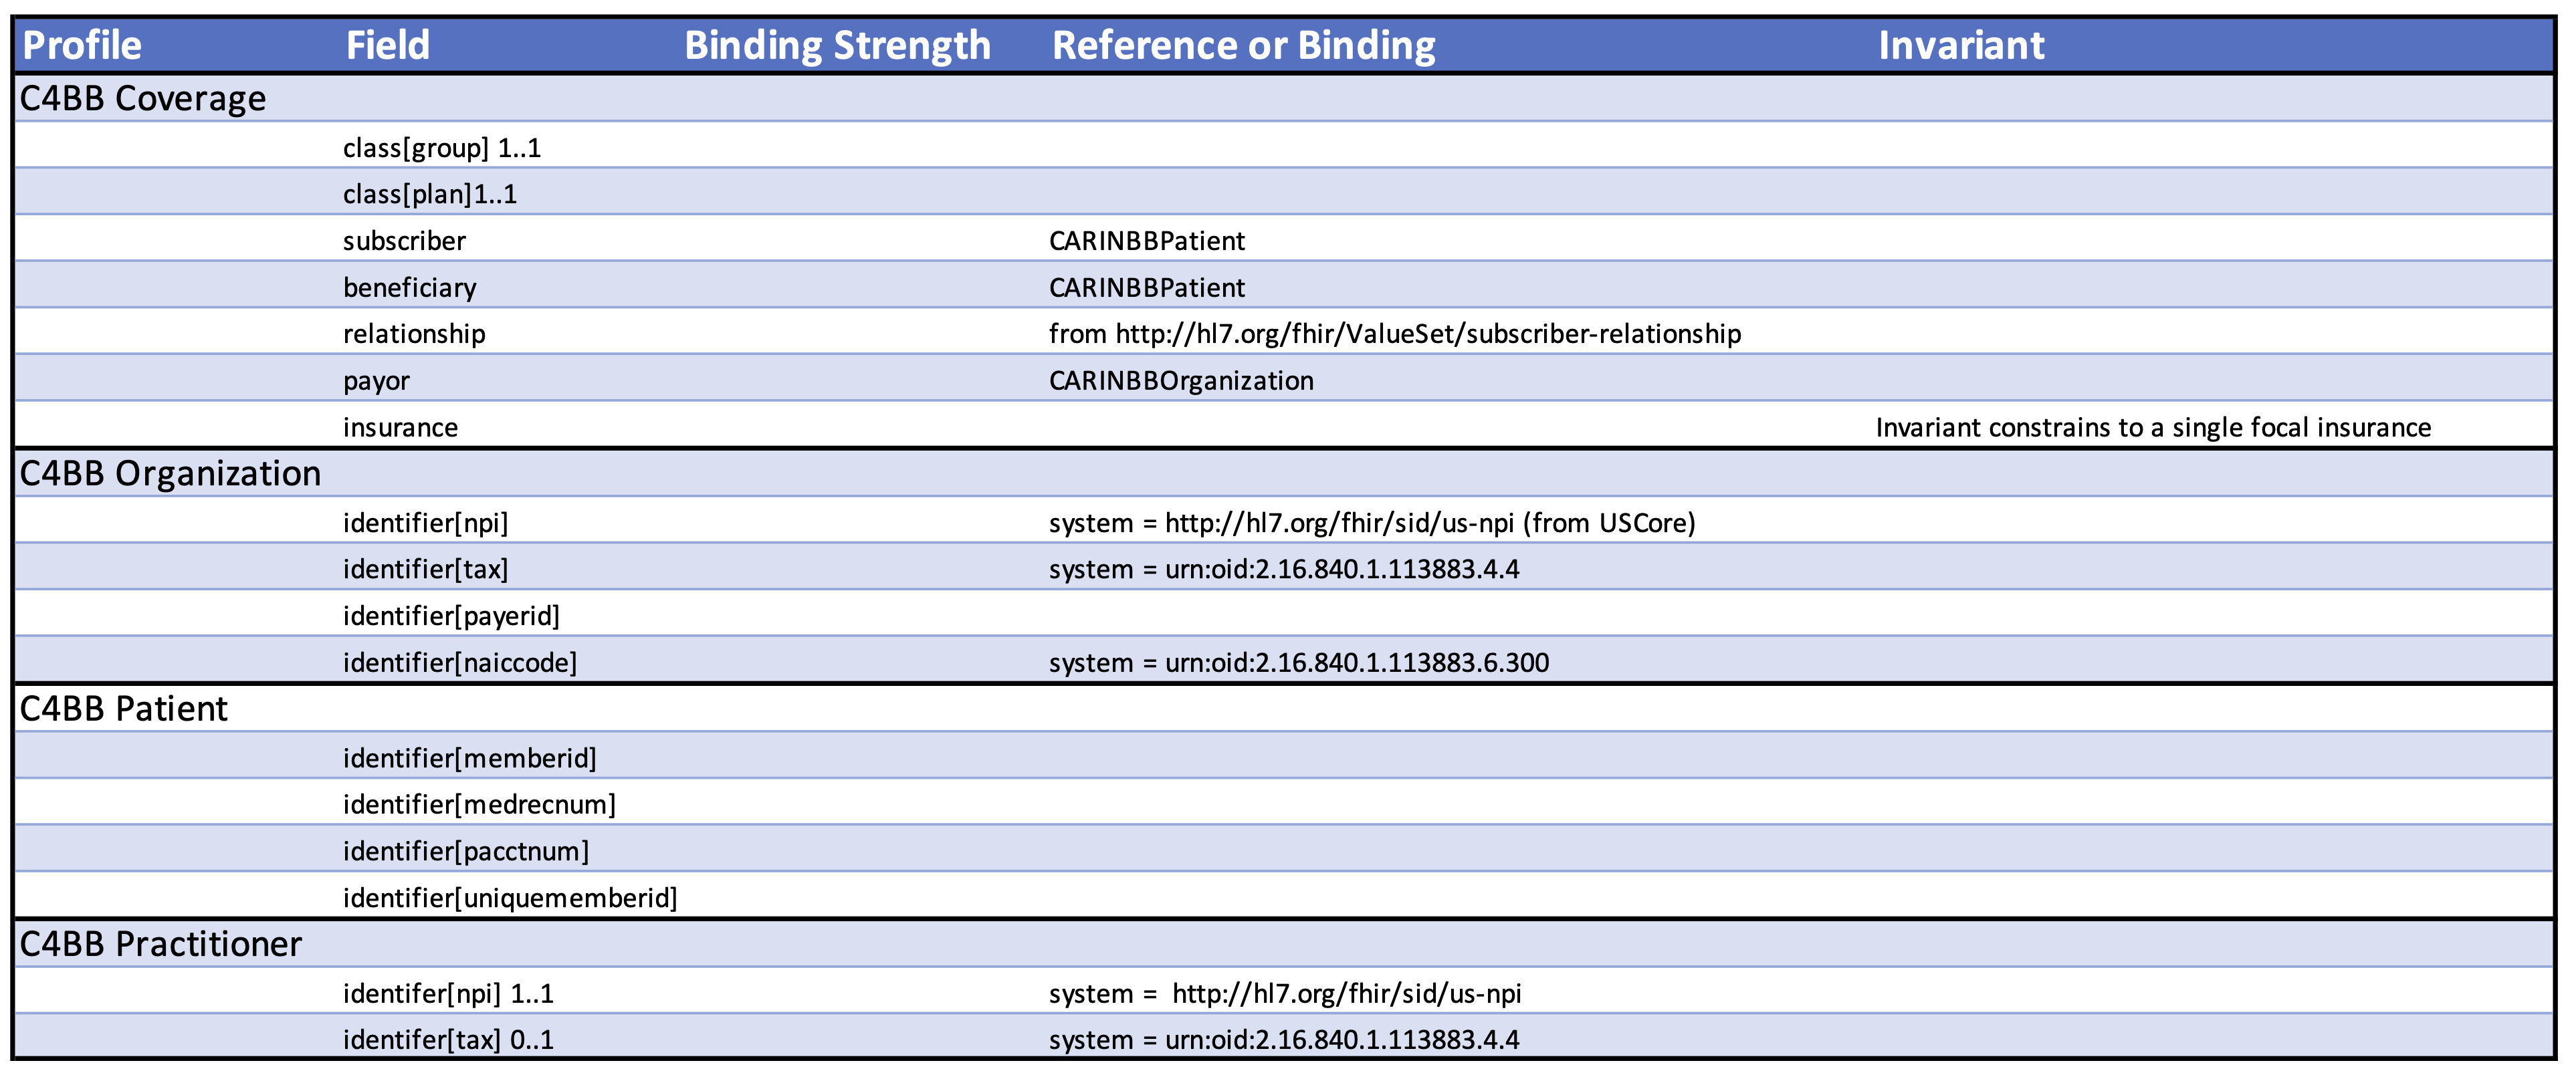 Profile Field Binding Strength Reference or Binding Invariant
C4BB Coverage
class[group] 1..1
class[plan]1..1
subscriber CARINBBPatient
beneficiary CARINBBPatient
relationship from http://hl7.org/fhir/ValueSet/subscriber-relationship
payor CARINBBOrganization
insurance Invariant constrains to a single focal insurance
C4BB Organization
identifier[npi] system = http://hl7.org/fhir/sid/us-npi (from USCore)
identifier[tax] system = urn:oid:2.16.840.1.113883.4.4
identifier[payerid]
identifier[naiccode] system = urn:oid:2.16.840.1.113883.6.300
C4BB Patient
identifier[memberid]
identifier[medrecnum]
identifier[pacctnum]
identifier[uniquememberid]
C4BB Practitioner
identifer[npi] 1..1 system =  http://hl7.org/fhir/sid/us-npi
identifer[tax] 0..1 system = urn:oid:2.16.840.1.113883.4.4